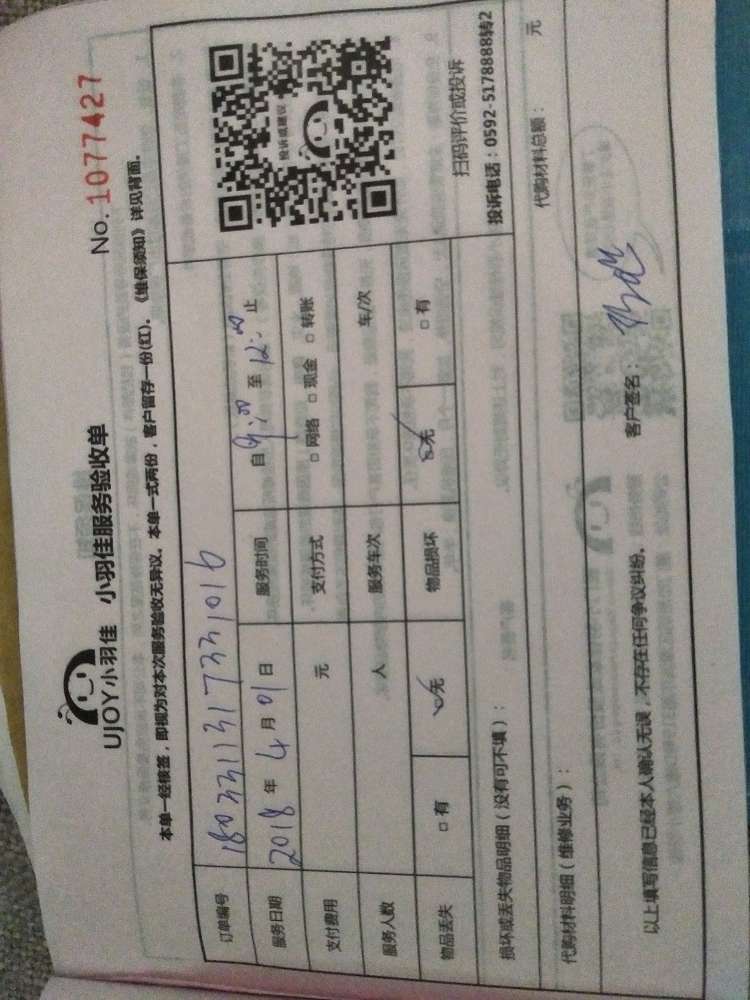 UJOY小羽佳 小羽佳服务验收单
No.1077427
本单一经核签，即视为对本次服务验收无异议。本单一式两份，客户留存一份(红)。《维保须知》详见背面。
订单编号 1803311317331016
服务日期 2018 年 4 月 01 日 服务时间 自 9:00 至 12:00 止
支付费用 元 支付方式 □ 网络 □ 现金 □ 转账
服务人数 人 服务车次 车/次
物品丢失 □ 有 □ 无 物品损坏 □ 无 □ 有
投诉或建议
扫码评价或投诉
投诉电话：0592-5178888转2
损坏或丢失物品明细（没有可不填）：
代购材料明细（维修业务）： 代购材料总额： 元
以上填写信息已经本人确认无误，不存在任何争议纠纷。 客户签名：